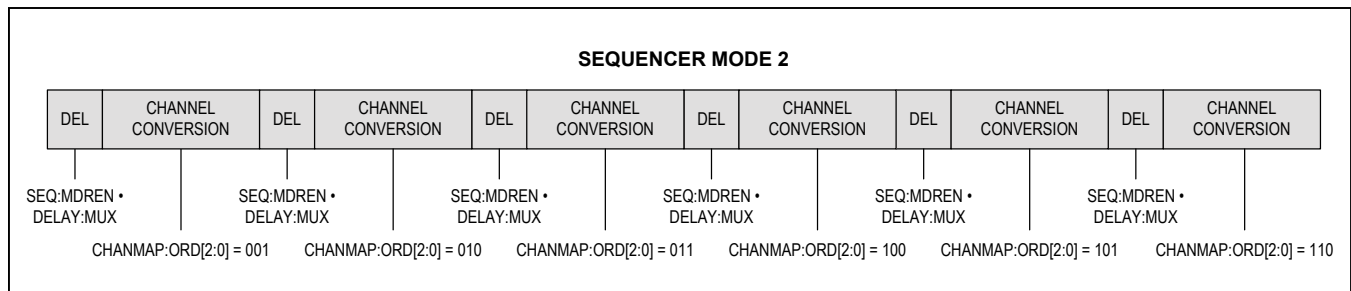 SEQUENCER MODE 2
DEL
CHANNEL
CONVERSION
DEL
CHANNEL
CONVERSION
DEL
CHANNEL
CONVERSION
DEL
CHANNEL
CONVERSION
DEL
CHANNEL
CONVERSION
DEL
CHANNEL
CONVERSION
SEQ:MDREN •
DELAY:MUX
SEQ:MDREN •
DELAY:MUX
SEQ:MDREN •
DELAY:MUX
SEQ:MDREN •
DELAY:MUX
SEQ:MDREN •
DELAY:MUX
SEQ:MDREN •
DELAY:MUX
CHANMAP:ORD[2:0] = 001
CHANMAP:ORD[2:0] = 010
CHANMAP:ORD[2:0] = 011
CHANMAP:ORD[2:0] = 100
CHANMAP:ORD[2:0] = 101
CHANMAP:ORD[2:0] = 110